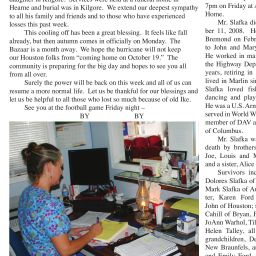 Hearne and burial was in Kilgore. We extend our deepest sympathy
to all his family and friends and to those who have experienced
losses this past week.
This cooling off has been a great blessing. It feels like fall
already, but then autumn comes in officially on Monday. The
Bazaar is a month away. We hope the hurricane will not keep
our Houston folks from "coming home on October 19." The
community is preparing for the big day and hopes to see you all
from all over.
Surely the power will be back on this week and all of us can
resume a more normal life. Let us be thankful for our blessings and
let us be helpful to all those who lost so much because of old Ike.
See you at the football game Friday night –
BY BY
7pm on Friday at
Home.
Mr. Slafka di
ber 11, 2008. H
Bremond on Febr
to John and Mary
He worked in ma
the Highway Dep
years, retiring in
lived in Marlin si
Slafka loved fish
dancing and play
He was a U.S. Arm
served in World W
member of DAV a
of Columbus.
Mr. Slafka wa
death by brothers
Joe, Louis and M
and a sister, Alice
Survivors inc
Dolores Slafka of
Mark Slafka of Au
ter, Karen Ford
John of Houston; s
Cahill of Bryan, F
JoAnn Warhol, Til
Helen Talley, all
grandchildren, De
New Braunfels, a
and Emily Ford